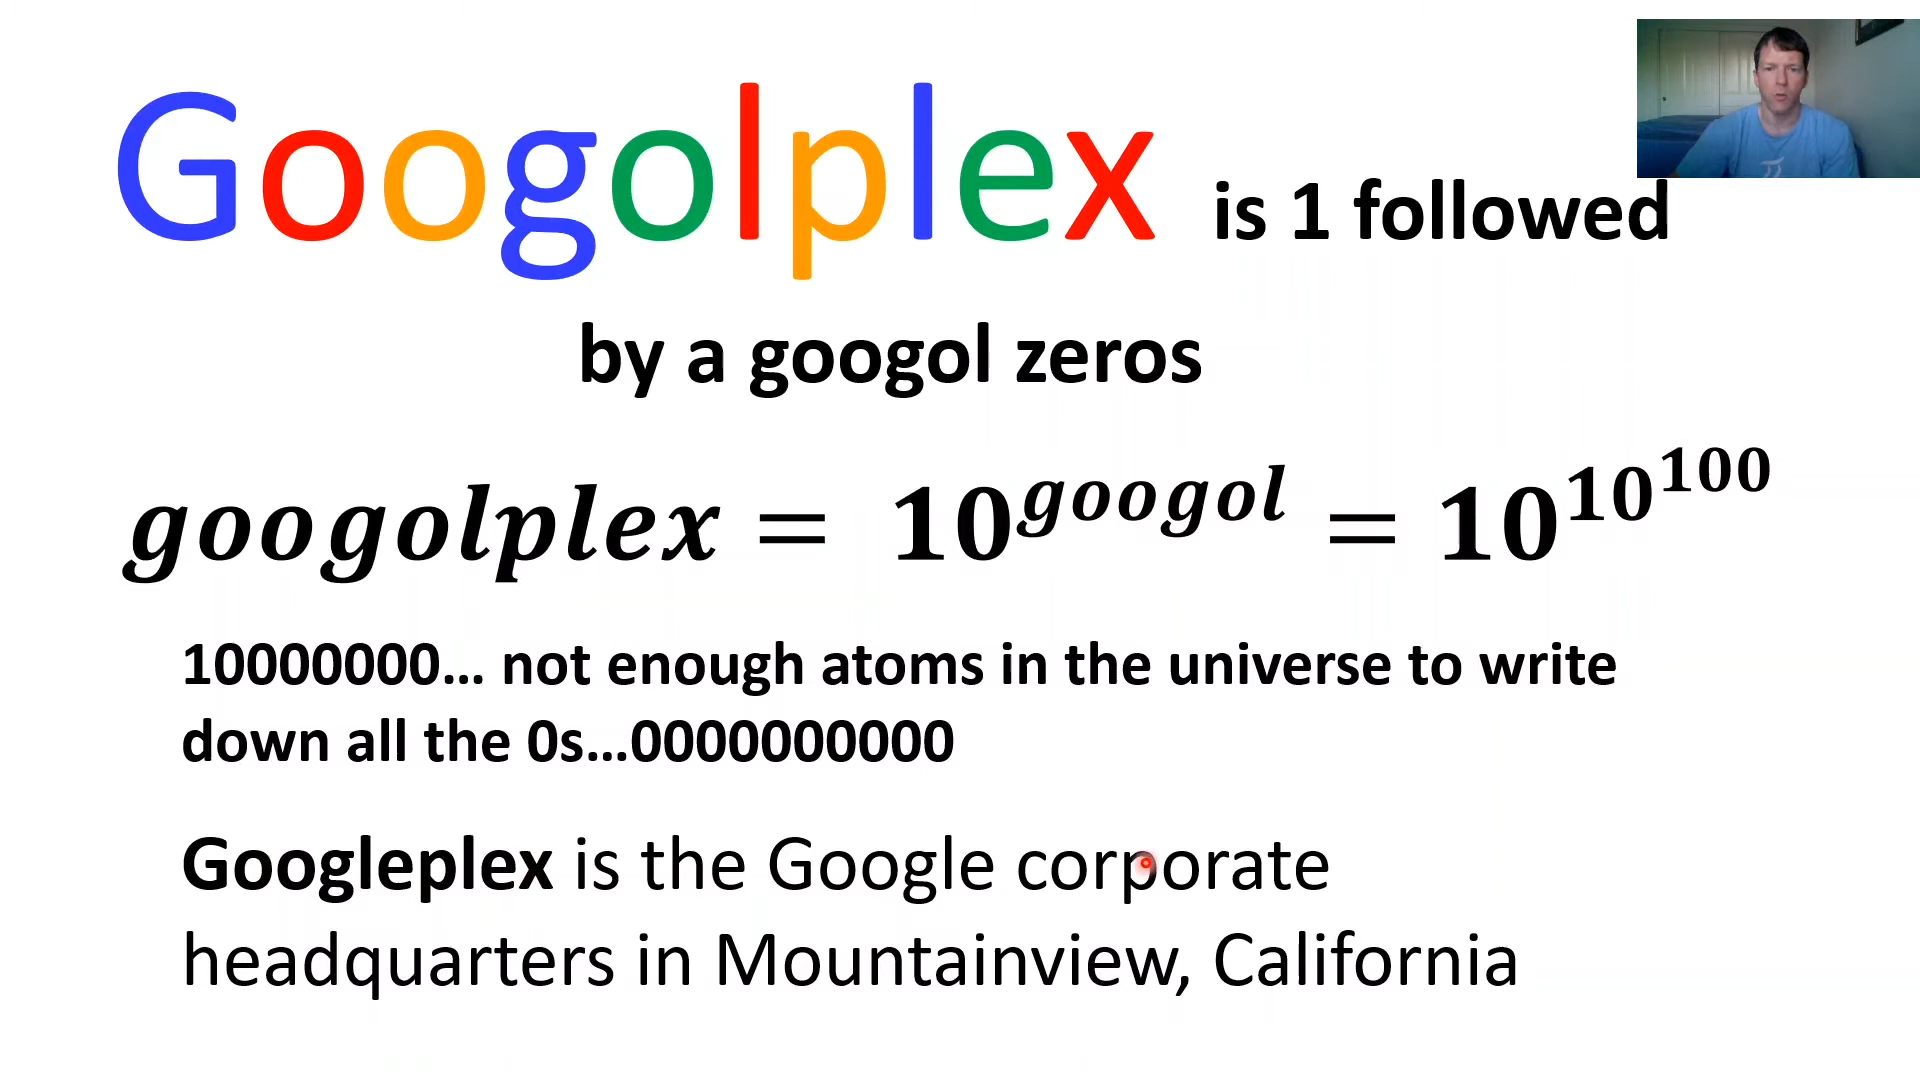 Googolplex is 1 followed
by a googol zeros
googolplex = 10^googol = 10^10^100
10000000... not enough atoms in the universe to write
down all the 0s...0000000000
Googleplex is the Google corporate
headquarters in Mountainview, California